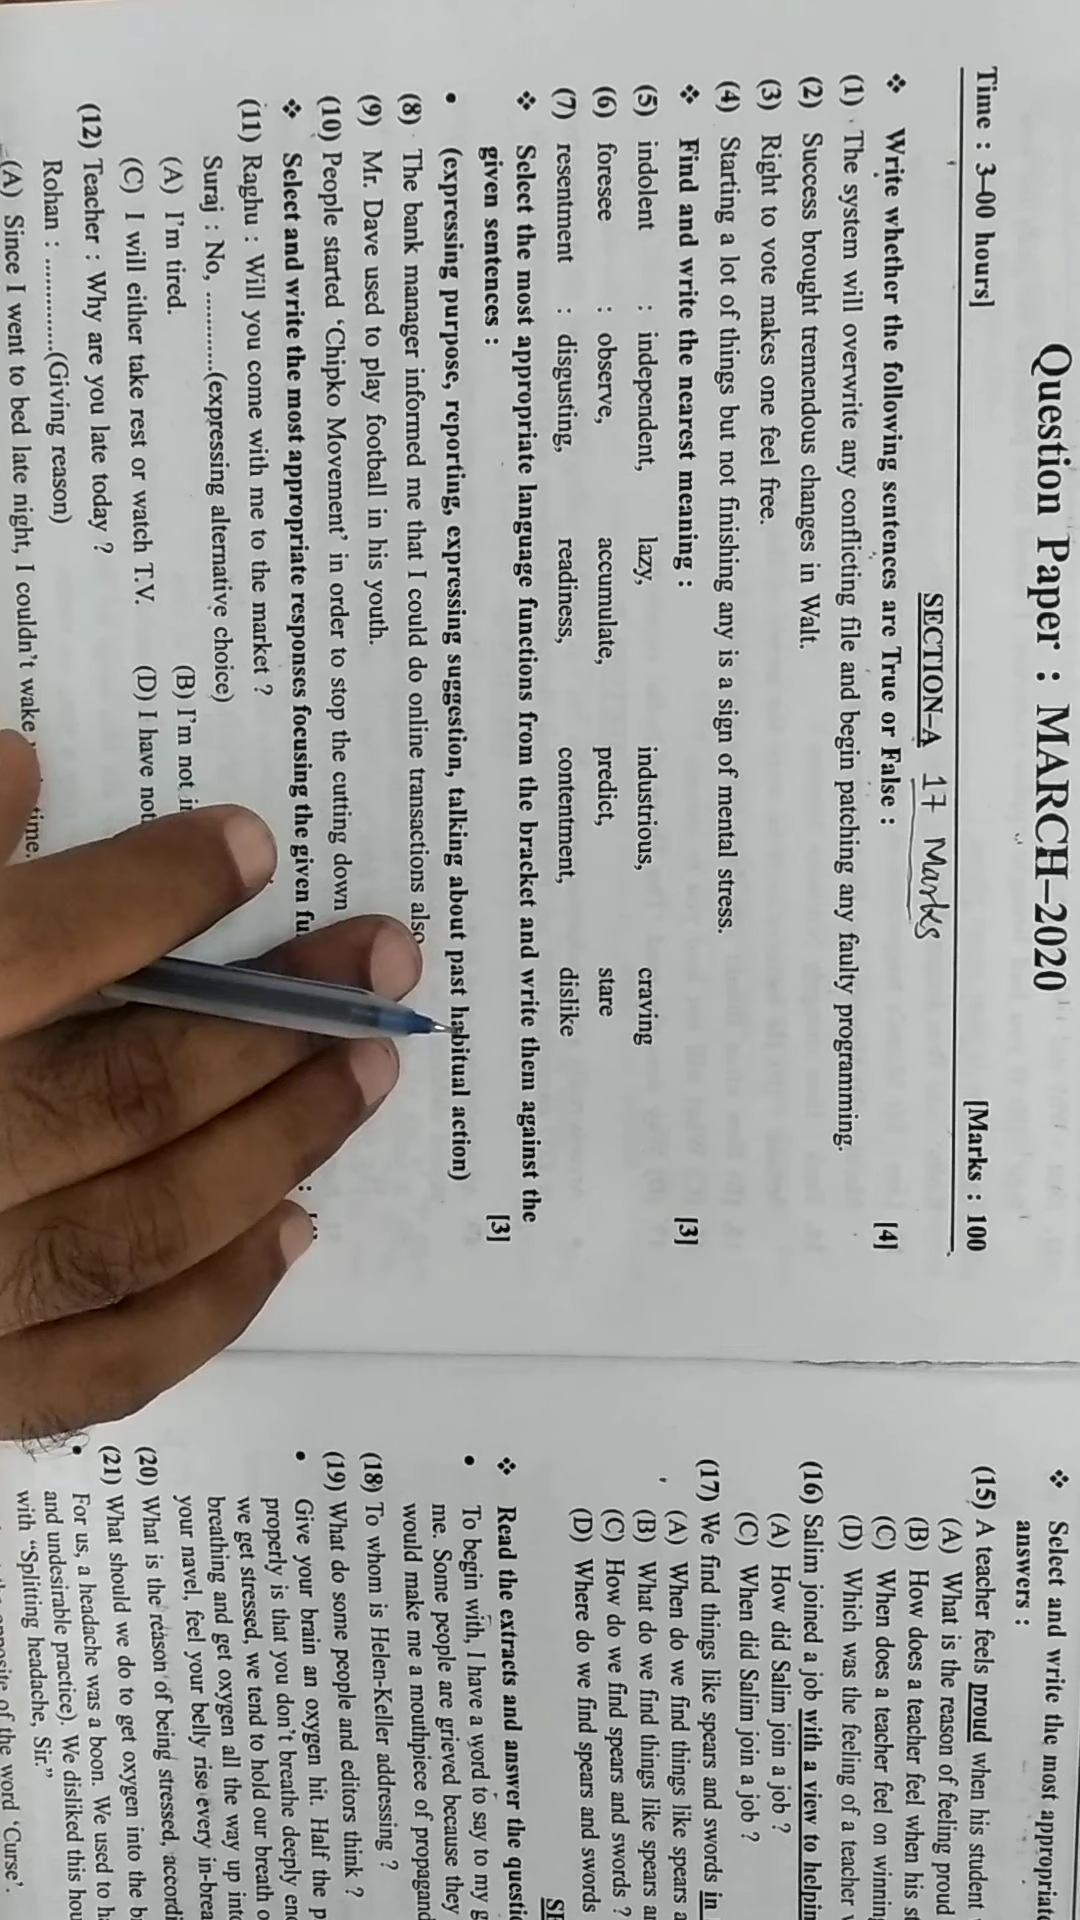 Question Paper : MARCH–2020
Time : 3-00 hours] [Marks : 100
SECTION–A 17 Marks
❖ Write whether the following sentences are True or False : [4]
(1) The system will overwrite any conflicting file and begin patching any faulty programming.
(2) Success brought tremendous changes in Walt.
(3) Right to vote makes one feel free.
(4) Starting a lot of things but not finishing any is a sign of mental stress.
❖ Find and write the nearest meaning : [3]
(5) indolent : independent, lazy, industrious, craving
(6) foresee : observe, accumulate, predict, stare
(7) resentment : disgusting, readiness, contentment, dislike
❖ Select the most appropriate language functions from the bracket and write them against the
given sentences : [3]
• (expressing purpose, reporting, expressing suggestion, talking about past habitual action)
(8) The bank manager informed me that I could do online transactions also
(9) Mr. Dave used to play football in his youth.
(10) People started ‘Chipko Movement’ in order to stop the cutting down
❖ Select and write the most appropriate responses focusing the given :
(11) Raghu : Will you come with me to the market ?
Suraj : No, ............(expressing alternative choice)
(A) I’m tired. (B) I’m not
(C) I will either take rest or watch T.V. (D) I have not
(12) Teacher : Why are you late today ?
Rohan : ..............(Giving reason)
(A) Since I went to bed late night, I couldn’t wake time.
❖ Select and write the most
answers :
(15) A teacher feels proud when his student
(A) What is the reason of feeling proud
(B) How does a teacher feel when his
(C) When does a teacher feel on
(D) Which was the feeling of a teacher
(16) Salim joined a job with a view to
(A) How did Salim join a job ?
(C) When did Salim join a job ?
(17) We find things like spears and swords in
(A) When do we find things like spears
(B) What do we find things like spears
(C) How do we find spears and swords ?
(D) Where do we find spears and swords
❖ Read the extracts and answer the
• To begin with, I have a word to say to my
me. Some people are grieved because they
would make me a mouthpiece of
(18) To whom is Helen-Keller addressing ?
(19) What do some people and editors think ?
• Give your brain an oxygen hit. Half the
properly is that you don’t breathe deeply
we get stressed, we tend to hold our breath
breathing and get oxygen all the way up
your navel, feel your belly rise every
(20) What is the reason of being stressed,
(21) What should we do to get oxygen into the
• For us, a headache was a boon. We used to
and undesirable practice). We disliked this
with “Splitting headache, Sir.”
of the word ‘Curse’.